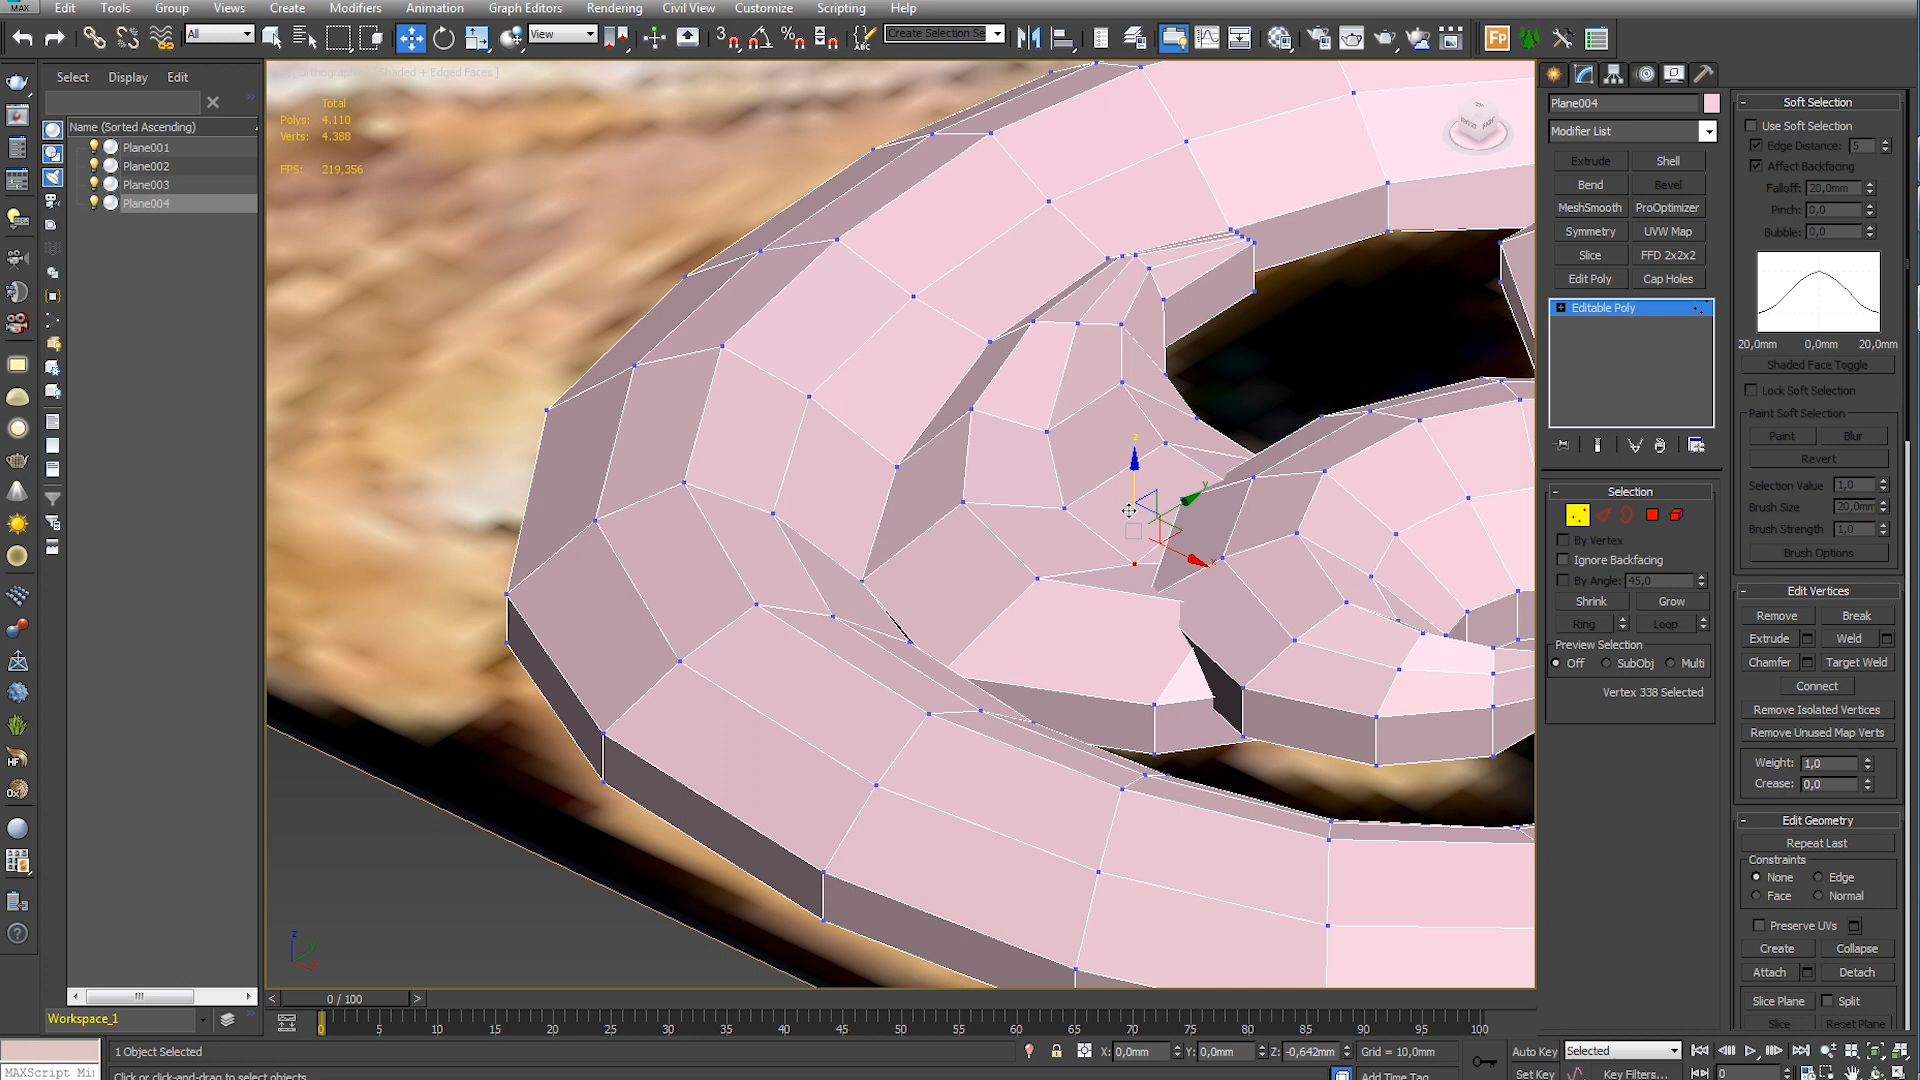 MAX
Edit Tools Group Views Create Modifiers Animation Graph Editors Rendering Civil View Customize Scripting Help
All
View
Create Selection Se
Select Display Edit
Name (Sorted Ascending)
Plane001
Plane002
Plane003
Plane004
Orthographic ] [ Shaded + Edged Faces ]
Total
Polys: 4.110
Verts: 4.388
FPS: 219,356
z
y
x
Plane004
Modifier List
Extrude Shell
Bend Bevel
MeshSmooth ProOptimizer
Symmetry UVW Map
Slice FFD 2x2x2
Edit Poly Cap Holes
Editable Poly
Selection
By Vertex
Ignore Backfacing
By Angle: 45,0
Shrink Grow
Ring Loop
Preview Selection
Off SubObj Multi
Vertex 338 Selected
Soft Selection
Use Soft Selection
Edge Distance: 5
Affect Backfacing
Falloff: 20,0mm
Pinch: 0,0
Bubble: 0,0
20,0mm 0,0mm 20,0mm
Shaded Face Toggle
Lock Soft Selection
Paint Soft Selection
Paint Blur
Revert
Selection Value 1,0
Brush Size 20,0mm
Brush Strength 1,0
Brush Options
Edit Vertices
Remove Break
Extrude Weld
Chamfer Target Weld
Connect
Remove Isolated Vertices
Remove Unused Map Verts
Weight: 1,0
Crease: 0,0
Edit Geometry
Repeat Last
Constraints
None Edge
Face Normal
Preserve UVs
Create Collapse
Attach Detach
Slice Plane Split
Slice Reset Plane
0 / 100
Workspace_1
0 5 10 15 20 25 30 35 40 45 50 55 60 65 70 75 80 85 90 95 100
1 Object Selected
X: 0,0mm Y: 0,0mm Z: -0,642mm Grid = 10,0mm
Auto Key Selected
MAXScript Mi
Click or click-and-drag to select objects
Add Time Tag
Set Key Key Filters... 0